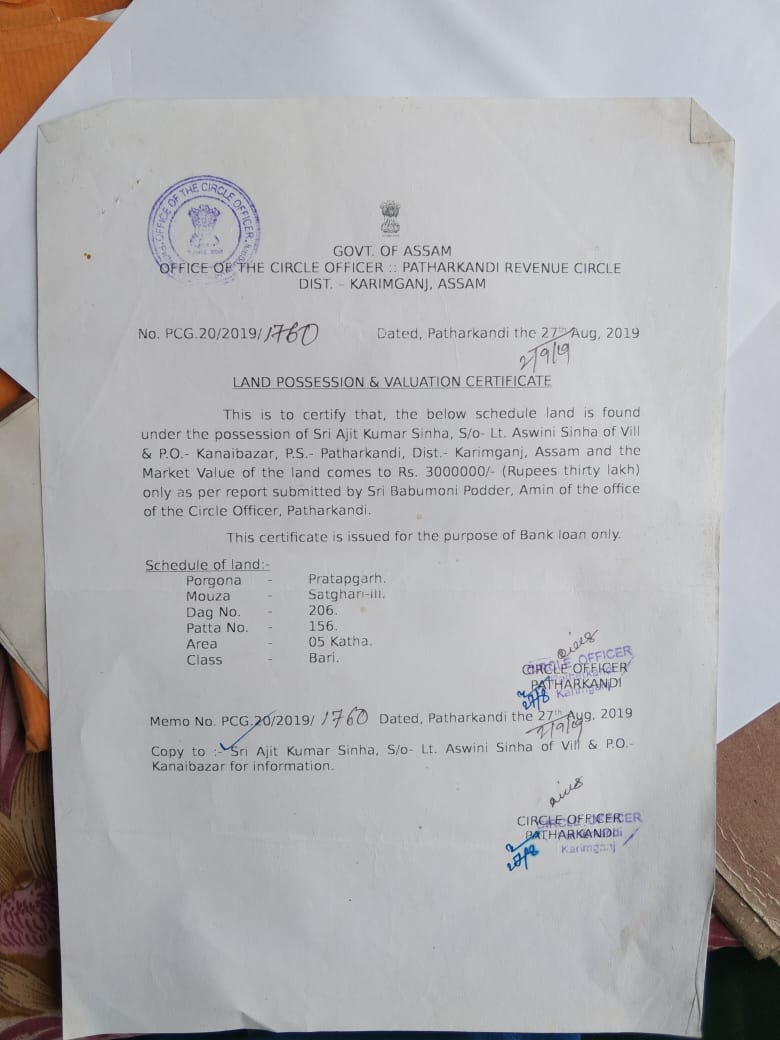 OFFICE OF THE CIRCLE OFFICER
GOVT. OF ASSAM
OFFICE OF THE CIRCLE OFFICER :: PATHARKANDI REVENUE CIRCLE
DIST. – KARIMGANJ, ASSAM
No. PCG.20/2019/ 1760 Dated, Patharkandi the 27th Aug, 2019
2/9/19
LAND POSSESSION & VALUATION CERTIFICATE
This is to certify that, the below schedule land is found
under the possession of Sri Ajit Kumar Sinha, S/o- Lt. Aswini Sinha of Vill
& P.O.- Kanaibazar, P.S.- Patharkandi, Dist.- Karimganj, Assam and the
Market Value of the land comes to Rs. 3000000/- (Rupees thirty lakh)
only as per report submitted by Sri Babumoni Podder, Amin of the office
of the Circle Officer, Patharkandi.
This certificate is issued for the purpose of Bank loan only.
Schedule of land:-
Porgona - Pratapgarh.
Mouza - Satghari-III.
Dag No. - 206.
Patta No. - 156.
Area - 05 Katha.
Class - Bari.
CIRCLE OFFICER
Patharkandi
Karimganj
CIRCLE OFFICER
PATHARKANDI
27/8
Memo No. PCG.20/2019/ 1760 Dated, Patharkandi the 27th Aug, 2019
2/9/19
Copy to :- Sri Ajit Kumar Sinha, S/o- Lt. Aswini Sinha of Vill & P.O.-
Kanaibazar for information.
CIRCLE OFFICER
PATHARKANDI
CIRCLE OFFICER
Patharkandi
Karimganj
27/8